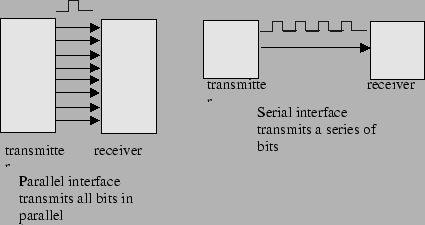 transmitte
r
receiver
Parallel interface
transmits all bits in
parallel
transmitte
r
receiver
Serial interface
transmits a series of
bits